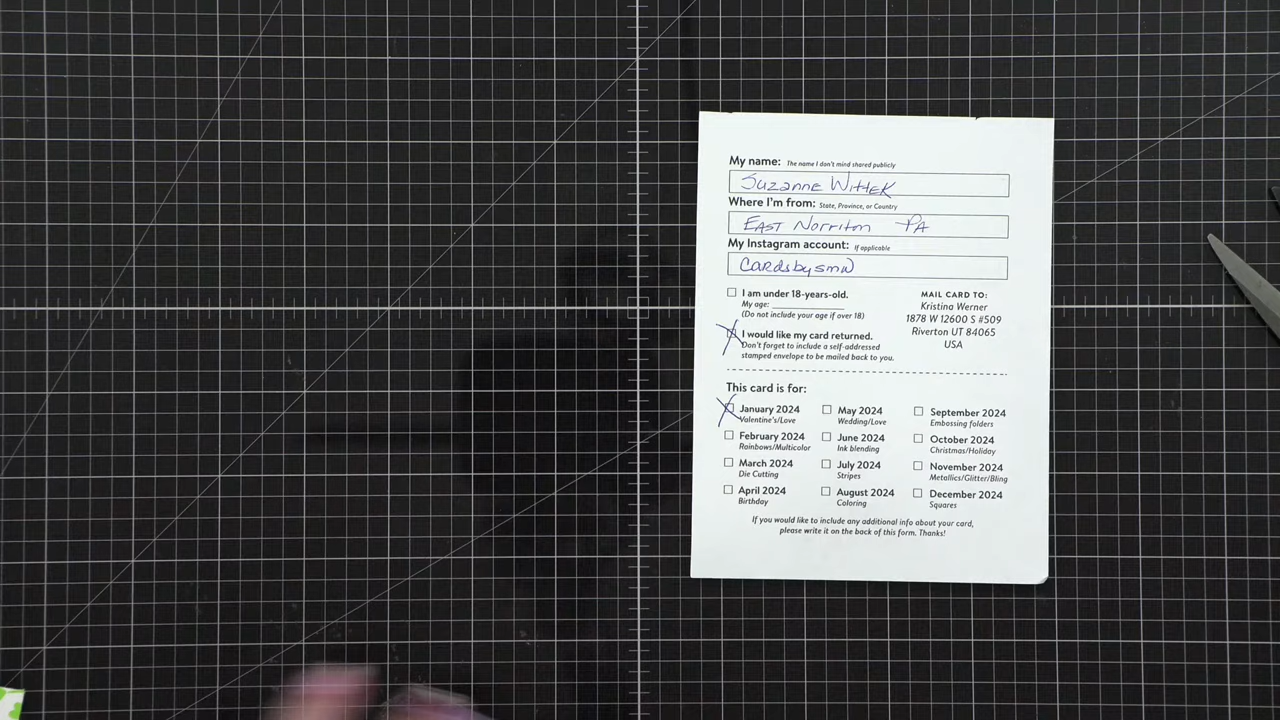 My name: The name I don't mind shared publicly
Suzanne Wittek
Where I'm from: State, Province, or Country
EAST Norriton PA
My Instagram account: If applicable
Cardsbysmw
I am under 18-years-old.
My age:
(Do not include your age if over 18)
I would like my card returned.
Don't forget to include a self-addressed
stamped envelope to be mailed back to you.
MAIL CARD TO:
Kristina Werner
1878 W 12600 S #509
Riverton UT 84065
USA
This card is for:
January 2024
Valentine's/Love
February 2024
Rainbows/Multicolor
March 2024
Die Cutting
April 2024
Birthday
May 2024
Wedding/Love
June 2024
Ink blending
July 2024
Stripes
August 2024
Coloring
September 2024
Embossing folders
October 2024
Christmas/Holiday
November 2024
Metallics/Glitter/Bling
December 2024
Squares
If you would like to include any additional info about your card,
please write it on the back of this form. Thanks!